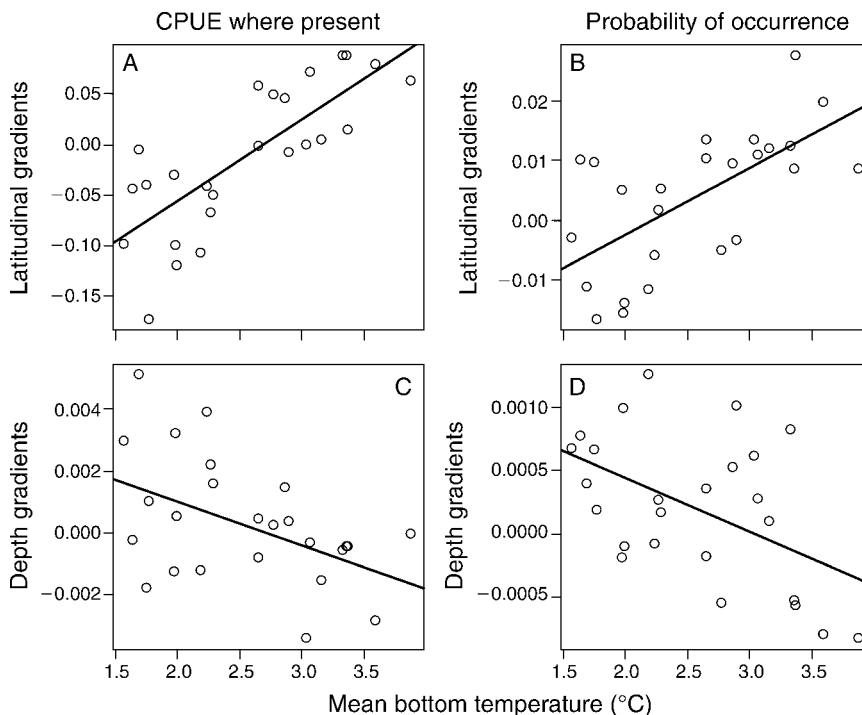 CPUE where present
Probability of occurrence
A
B
Latitudinal gradients
0.05
0.00
−0.05
−0.10
−0.15
Latitudinal gradients
0.02
0.01
0.00
−0.01
C
D
Depth gradients
0.004
0.002
0.000
−0.002
Depth gradients
0.0010
0.0005
0.0000
−0.0005
1.5 2.0 2.5 3.0 3.5
1.5 2.0 2.5 3.0 3.5
Mean bottom temperature (°C)